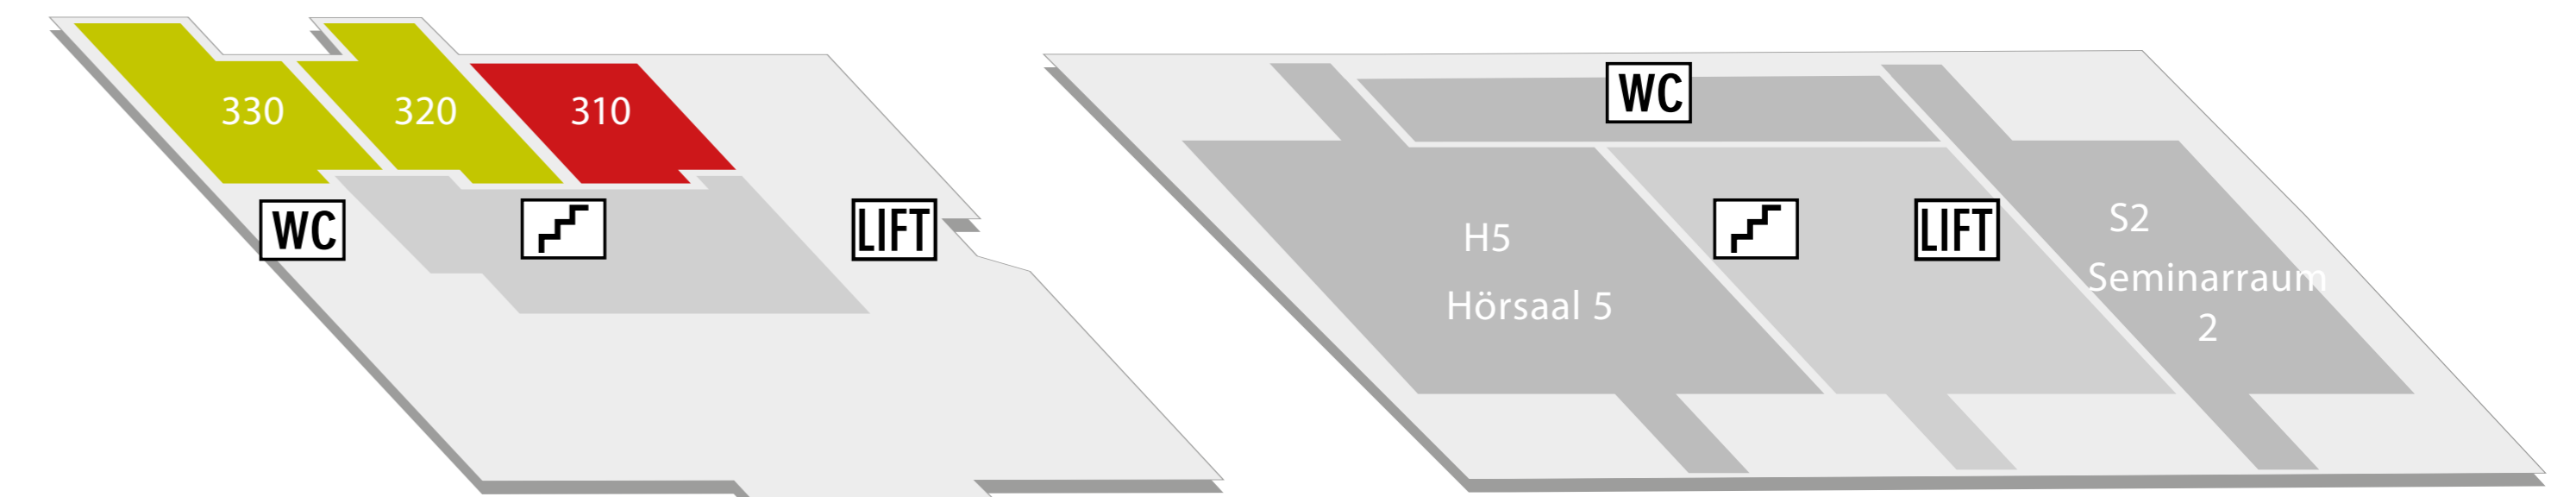 330
320
310
WC
LIFT
WC
H5
Hörsaal 5
LIFT
S2
Seminarraum
2